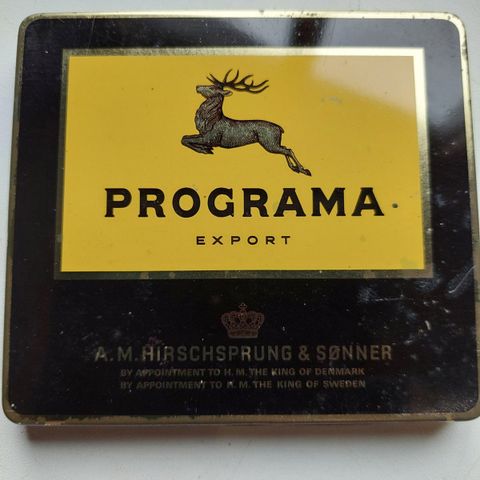 PROGRAMA
EXPORT
A.M. HIRSCHSPRUNG & SØNNER
BY APPOINTMENT TO H.M. THE KING OF DENMARK
BY APPOINTMENT TO H.M. THE KING OF SWEDEN